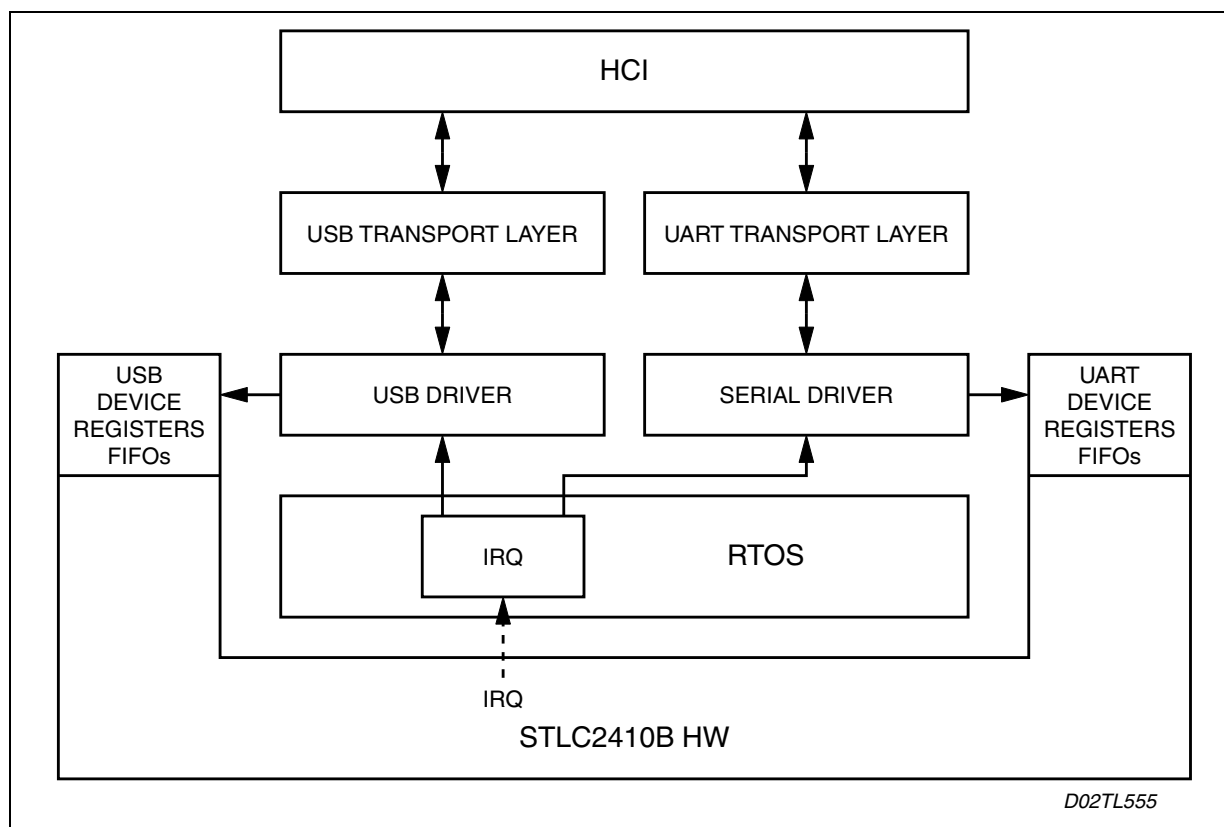 HCI
USB TRANSPORT LAYER
UART TRANSPORT LAYER
USB
DEVICE
REGISTERS
FIFOs
USB DRIVER
SERIAL DRIVER
UART
DEVICE
REGISTERS
FIFOs
IRQ
RTOS
IRQ
STLC2410B HW
D02TL555